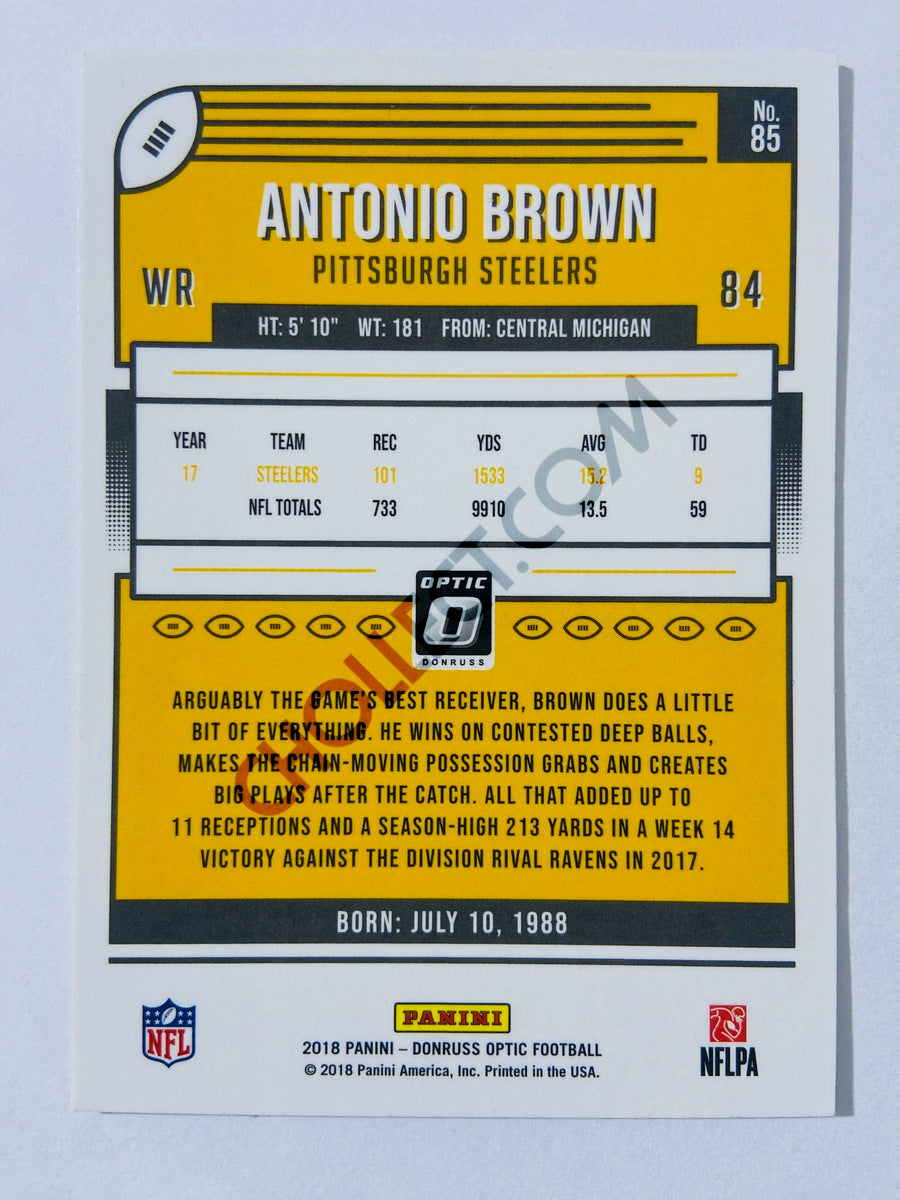 No.
85
ANTONIO BROWN
PITTSBURGH STEELERS
WR
84
HT: 5' 10" WT: 181 FROM: CENTRAL MICHIGAN
YEAR TEAM REC YDS AVG TD
17 STEELERS 101 1533 15.2 9
NFL TOTALS 733 9910 13.5 59
OPTIC
D
DONRUSS
CHOLLECT.COM
ARGUABLY THE GAME'S BEST RECEIVER, BROWN DOES A LITTLE
BIT OF EVERYTHING. HE WINS ON CONTESTED DEEP BALLS,
MAKES THE CHAIN-MOVING POSSESSION GRABS AND CREATES
BIG PLAYS AFTER THE CATCH. ALL THAT ADDED UP TO
11 RECEPTIONS AND A SEASON-HIGH 213 YARDS IN A WEEK 14
VICTORY AGAINST THE DIVISION RIVAL RAVENS IN 2017.
BORN: JULY 10, 1988
NFL
PANINI
2018 PANINI – DONRUSS OPTIC FOOTBALL
© 2018 Panini America, Inc. Printed in the USA.
NFLPA